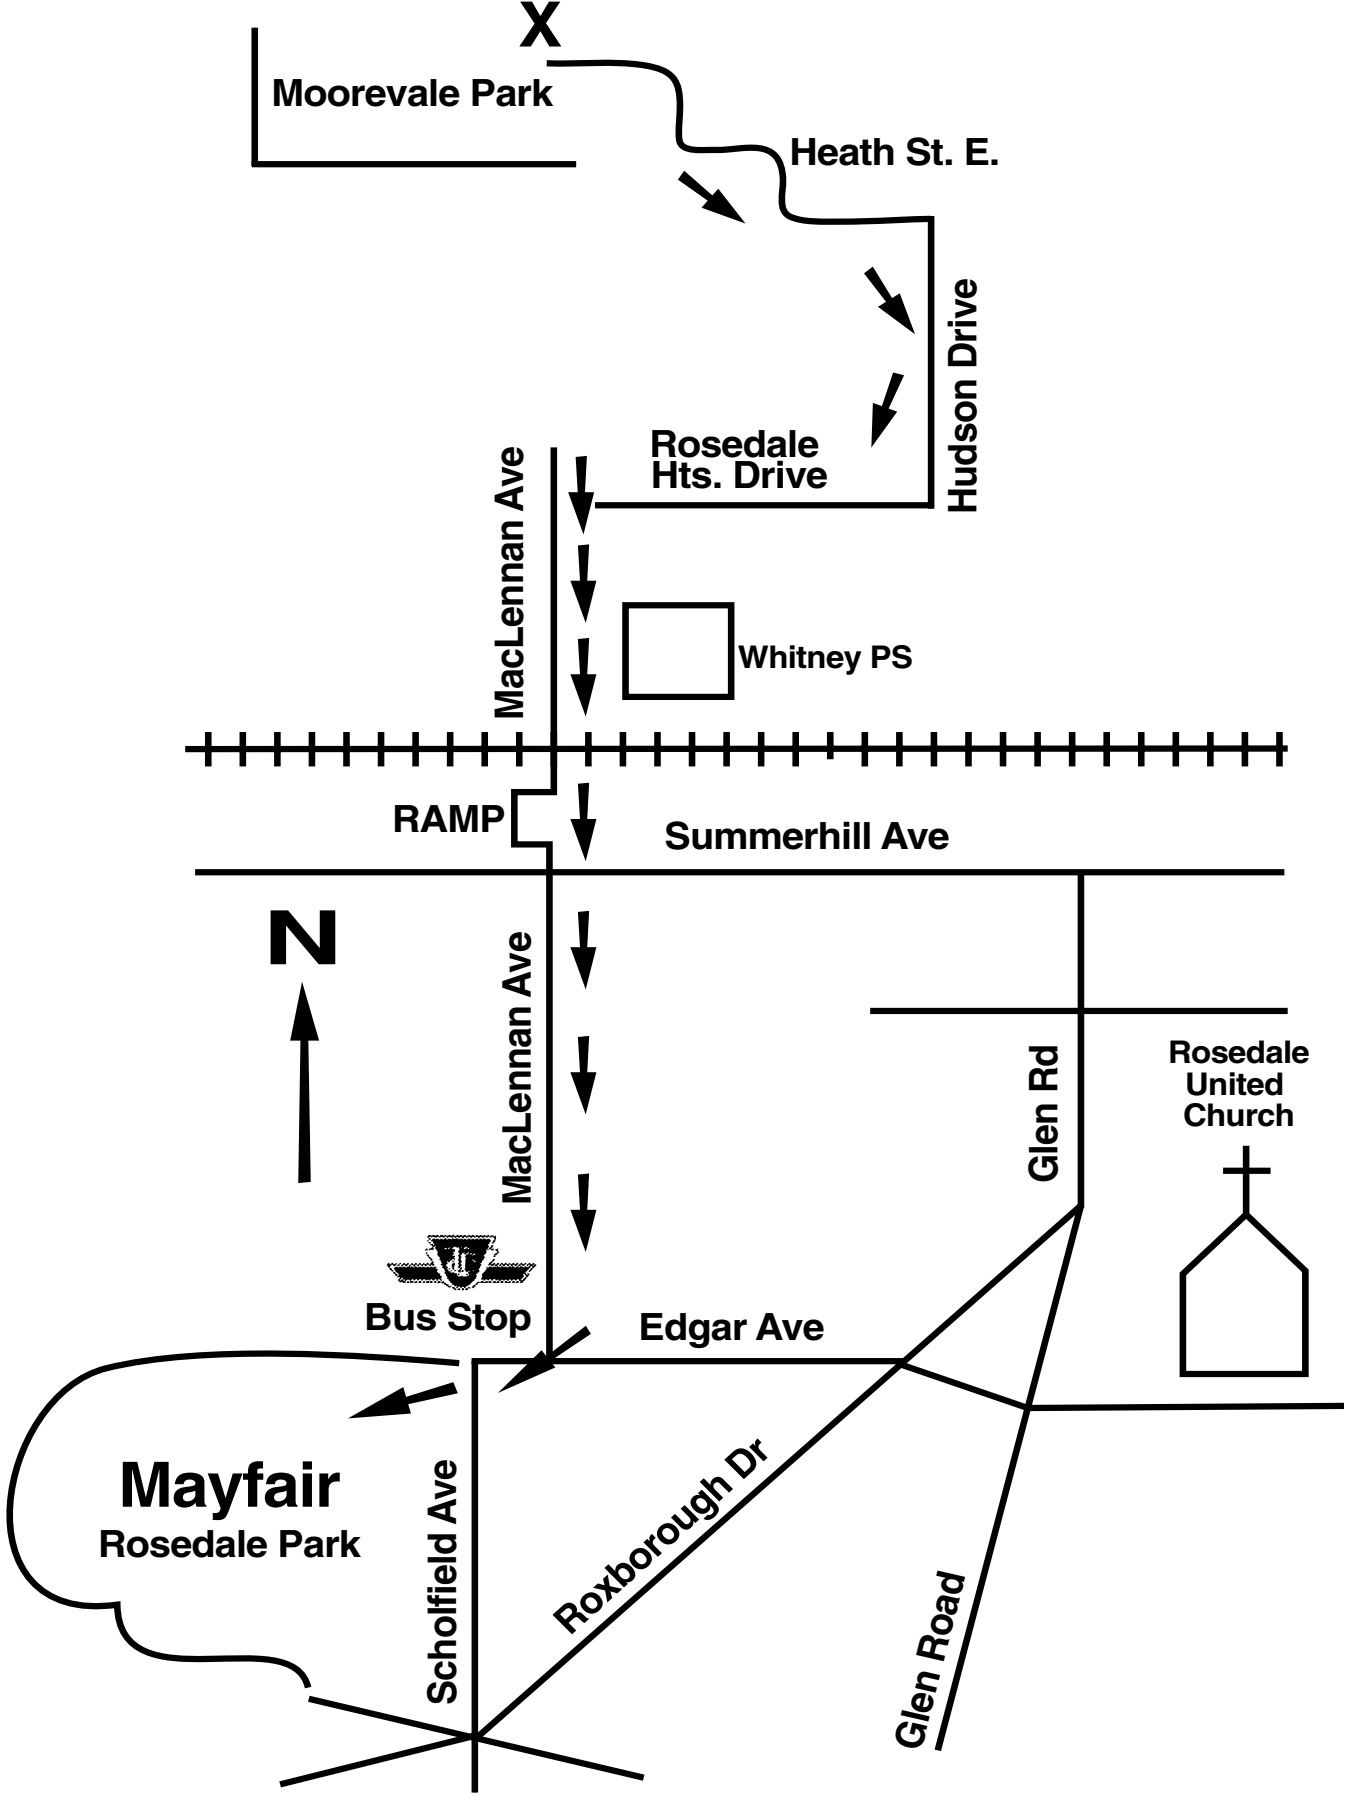 X
Moorevale Park
Heath St. E.
Hudson Drive
Rosedale
Hts. Drive
MacLennan Ave
Whitney PS
RAMP
Summerhill Ave
N
MacLennan Ave
Glen Rd
Rosedale
United
Church
Bus Stop
Edgar Ave
Mayfair
Rosedale Park
Scholfield Ave
Roxborough Dr
Glen Road